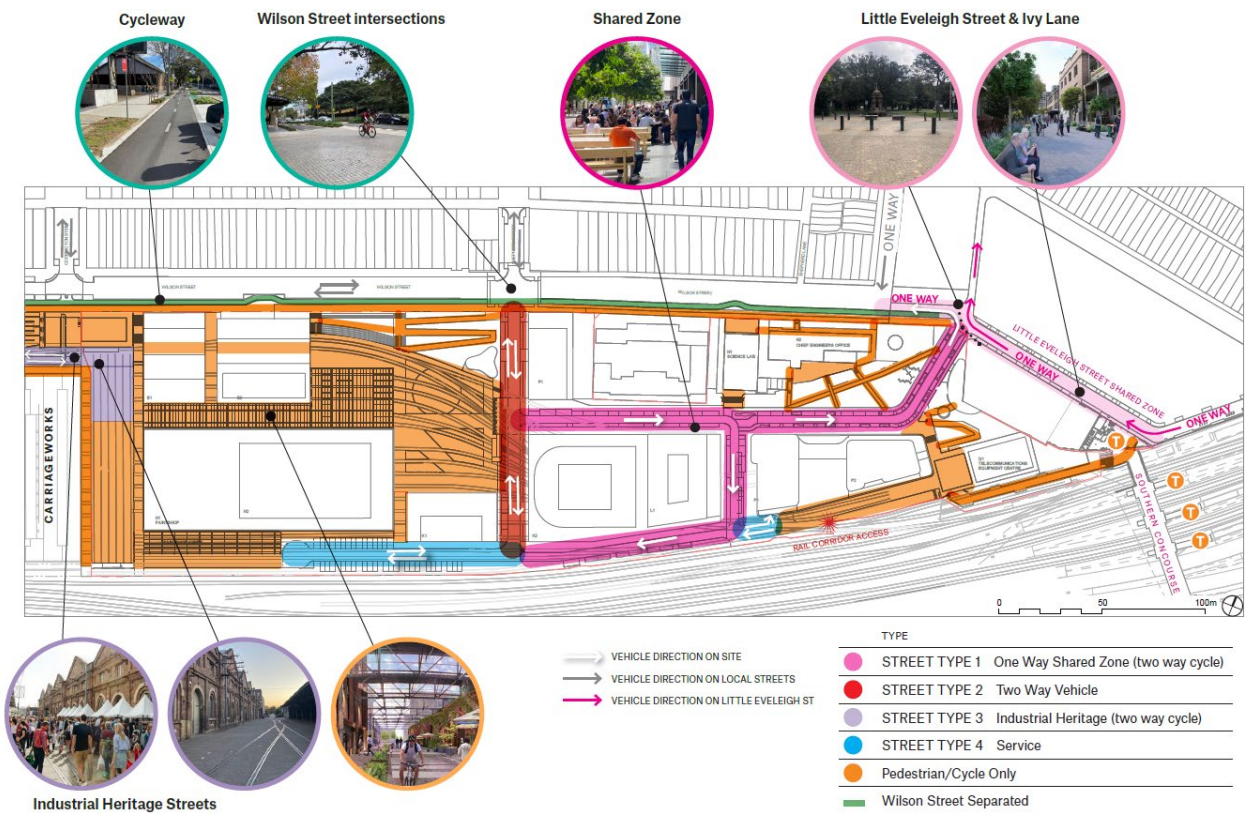 Cycleway
Wilson Street intersections
Shared Zone
Little Eveleigh Street & Ivy Lane
ONE WAY
WILSON STREET
WILSON STREET
WILSON STREET
ONE WAY
LITTLE EVELEIGH STREET SHARED ZONE
ONE WAY
ONE WAY
SCIENCE LAB
CHIEF ENGINEERS OFFICE
CARRIAGEWORKS
PAINT SHOP
TELECOMMUNICATIONS
EQUIPMENT CENTRE
T
T
T
T
SOUTHERN CONCOURSE
RAIL CORRIDOR ACCESS
0 50 100m
VEHICLE DIRECTION ON SITE
VEHICLE DIRECTION ON LOCAL STREETS
VEHICLE DIRECTION ON LITTLE EVELEIGH ST
TYPE
STREET TYPE 1 One Way Shared Zone (two way cycle)
STREET TYPE 2 Two Way Vehicle
STREET TYPE 3 Industrial Heritage (two way cycle)
STREET TYPE 4 Service
Pedestrian/Cycle Only
Wilson Street Separated
Industrial Heritage Streets